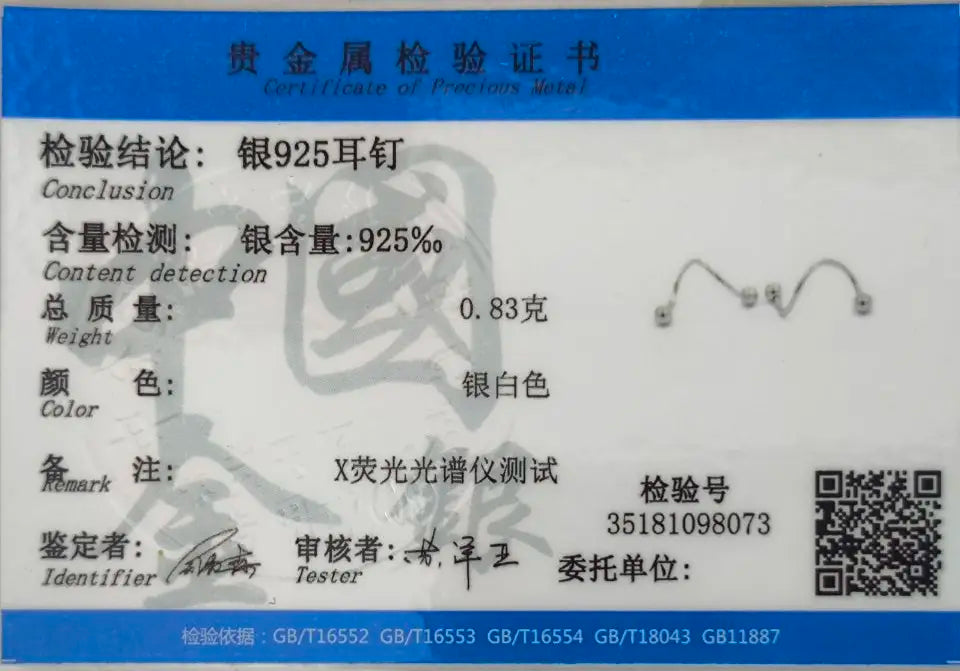 贵金属检验证书
Certificate of Precious Metal
检验结论: 银925耳钉
Conclusion
含量检测: 银含量:925‰
Content detection
总质量: 0.83克
Weight
颜色: 银白色
Color
备注: X荧光光谱仪测试
Remark
检验号
35181098073
鉴定者:
Identifier
审核者:
Tester
委托单位:
中國
金銀
检验依据：GB/T16552 GB/T16553 GB/T16554 GB/T18043 GB11887